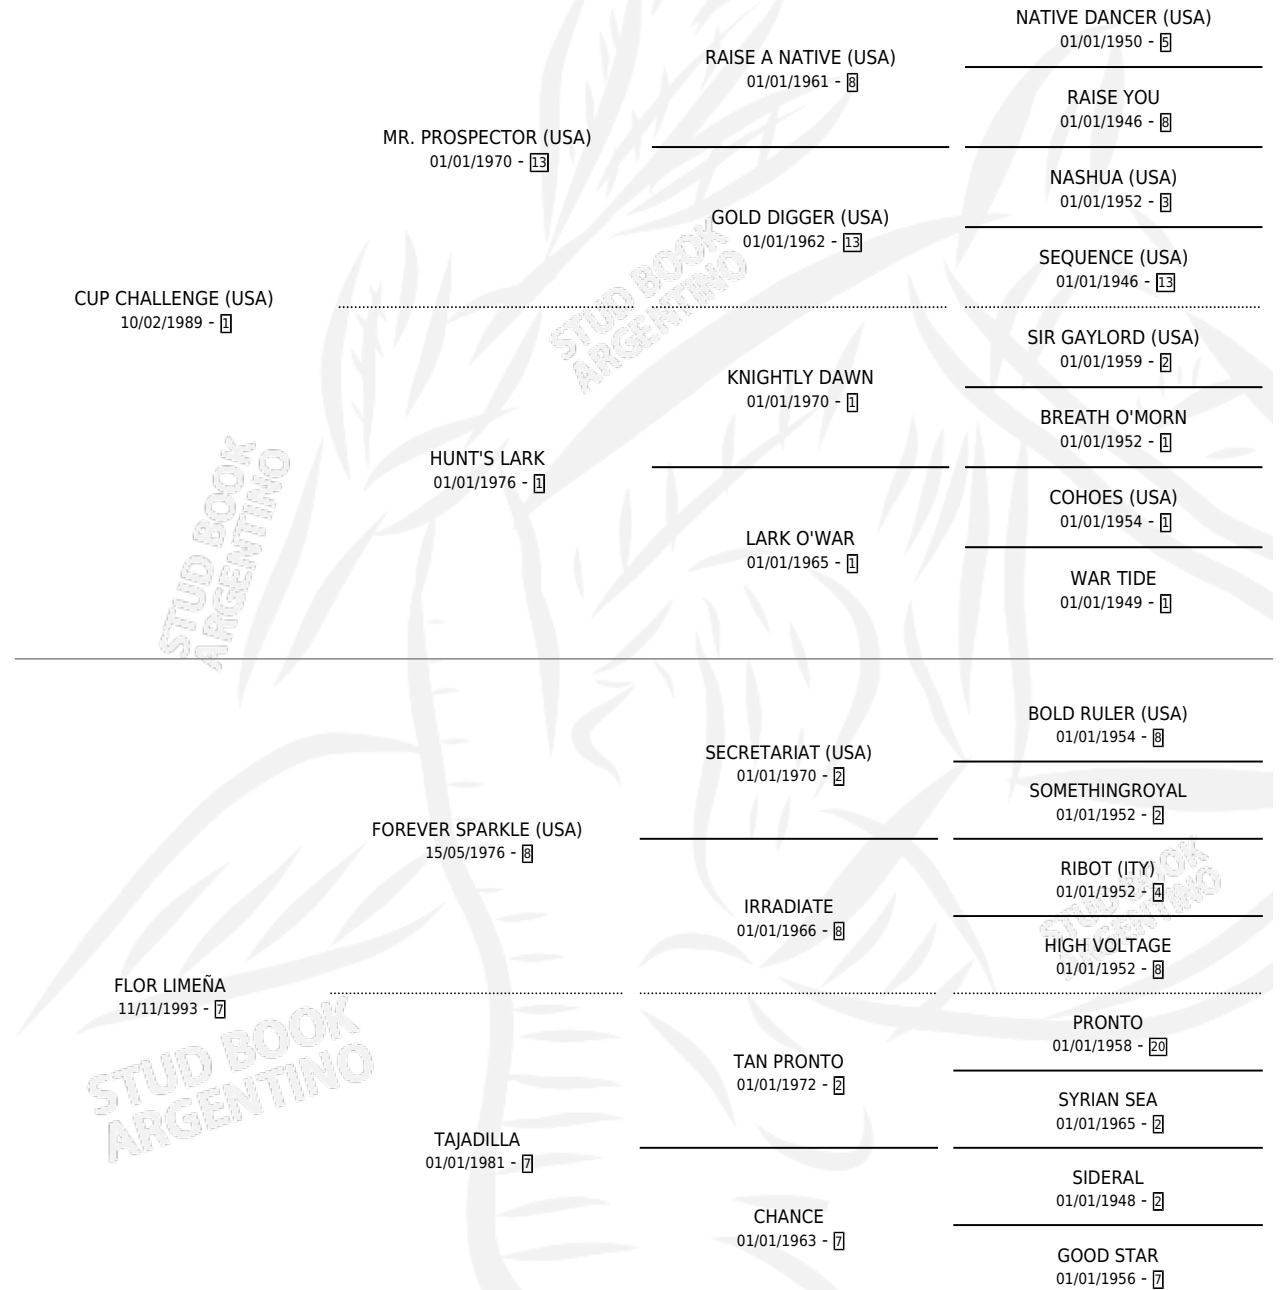 CUP CHALLENGE (USA)
10/02/1989 - 1
MR. PROSPECTOR (USA)
01/01/1970 - 13
RAISE A NATIVE (USA)
01/01/1961 - 8
NATIVE DANCER (USA)
01/01/1950 - 5
RAISE YOU
01/01/1946 - 8
GOLD DIGGER (USA)
01/01/1962 - 13
NASHUA (USA)
01/01/1952 - 3
SEQUENCE (USA)
01/01/1946 - 13
HUNT'S LARK
01/01/1976 - 1
KNIGHTLY DAWN
01/01/1970 - 1
SIR GAYLORD (USA)
01/01/1959 - 2
BREATH O'MORN
01/01/1952 - 1
LARK O'WAR
01/01/1965 - 1
COHOES (USA)
01/01/1954 - 1
WAR TIDE
01/01/1949 - 1
FLOR LIMEÑA
11/11/1993 - 7
FOREVER SPARKLE (USA)
15/05/1976 - 8
SECRETARIAT (USA)
01/01/1970 - 2
BOLD RULER (USA)
01/01/1954 - 8
SOMETHINGROYAL
01/01/1952 - 2
IRRADIATE
01/01/1966 - 8
RIBOT (ITY)
01/01/1952 - 4
HIGH VOLTAGE
01/01/1952 - 8
TAJADILLA
01/01/1981 - 7
TAN PRONTO
01/01/1972 - 2
PRONTO
01/01/1958 - 20
SYRIAN SEA
01/01/1965 - 2
CHANCE
01/01/1963 - 7
SIDERAL
01/01/1948 - 2
GOOD STAR
01/01/1956 - 7
STUD BOOK
ARGENTINO
STUD BOOK
ARGENTINO
STUD BOOK
ARGENTINO
STUD BOOK
ARGENTINO